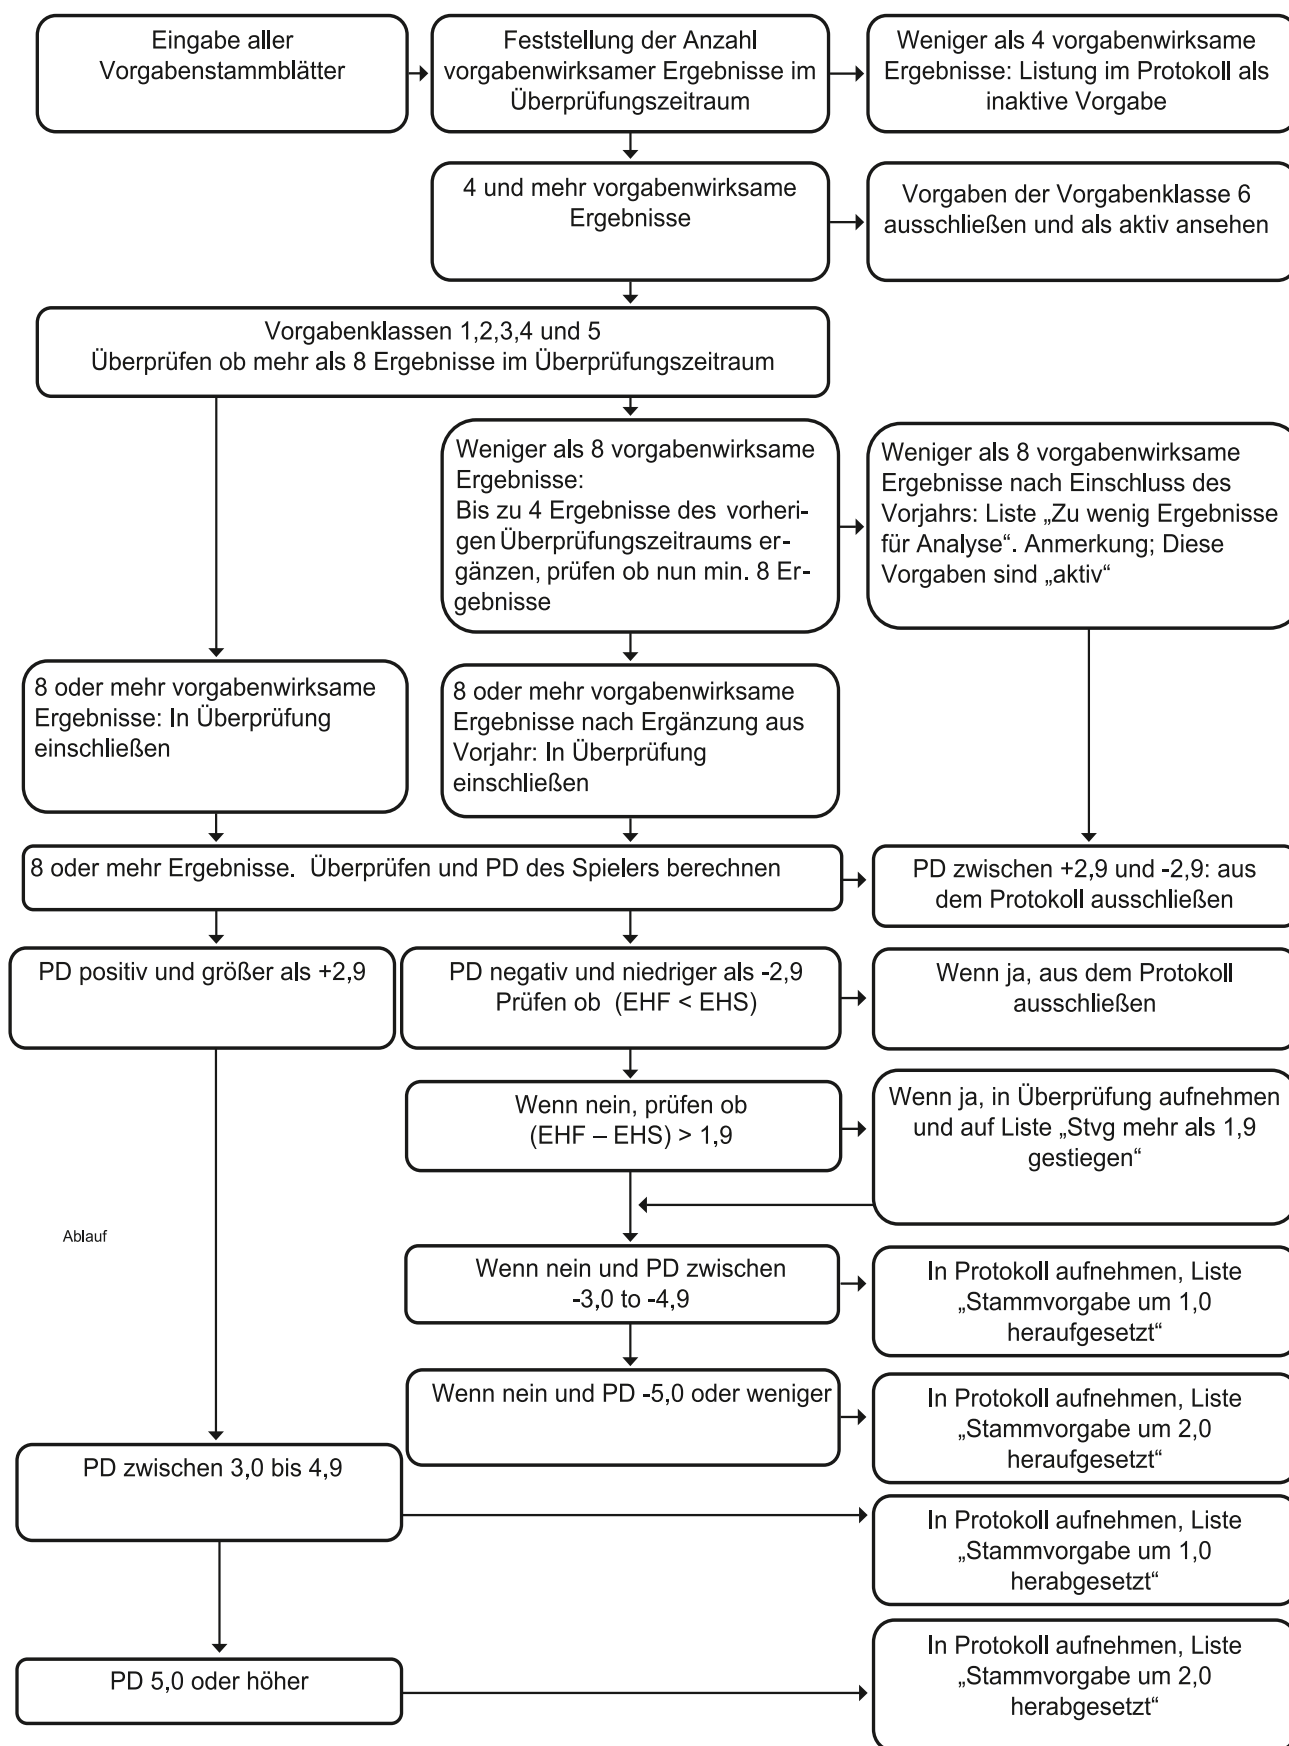 Eingabe aller
Vorgabenstammblätter
Feststellung der Anzahl
vorgabenwirksamer Ergebnisse im
Überprüfungszeitraum
Weniger als 4 vorgabenwirksame
Ergebnisse: Listung im Protokoll als
inaktive Vorgabe
4 und mehr vorgabenwirksame
Ergebnisse
Vorgaben der Vorgabenklasse 6
ausschließen und als aktiv ansehen
Vorgabenklassen 1,2,3,4 und 5
Überprüfen ob mehr als 8 Ergebnisse im Überprüfungszeitraum
Weniger als 8 vorgabenwirksame
Ergebnisse:
Bis zu 4 Ergebnisse des vorheri-
gen Überprüfungszeitraums er-
gänzen, prüfen ob nun min. 8 Er-
gebnisse
Weniger als 8 vorgabenwirksame
Ergebnisse nach Einschluss des
Vorjahrs: Liste „Zu wenig Ergebnisse
für Analyse“. Anmerkung; Diese
Vorgaben sind „aktiv“
8 oder mehr vorgabenwirksame
Ergebnisse: In Überprüfung
einschließen
8 oder mehr vorgabenwirksame
Ergebnisse nach Ergänzung aus
Vorjahr: In Überprüfung
einschließen
8 oder mehr Ergebnisse. Überprüfen und PD des Spielers berechnen
PD zwischen +2,9 und -2,9: aus
dem Protokoll ausschließen
PD positiv und größer als +2,9
PD negativ und niedriger als -2,9
Prüfen ob (EHF < EHS)
Wenn ja, aus dem Protokoll
ausschließen
Wenn nein, prüfen ob
(EHF – EHS) > 1,9
Wenn ja, in Überprüfung aufnehmen
und auf Liste „Stvg mehr als 1,9
gestiegen“
Ablauf
Wenn nein und PD zwischen
-3,0 to -4,9
In Protokoll aufnehmen, Liste
„Stammvorgabe um 1,0
heraufgesetzt“
Wenn nein und PD -5,0 oder weniger
In Protokoll aufnehmen, Liste
„Stammvorgabe um 2,0
heraufgesetzt“
PD zwischen 3,0 bis 4,9
In Protokoll aufnehmen, Liste
„Stammvorgabe um 1,0
herabgesetzt“
PD 5,0 oder höher
In Protokoll aufnehmen, Liste
„Stammvorgabe um 2,0
herabgesetzt“